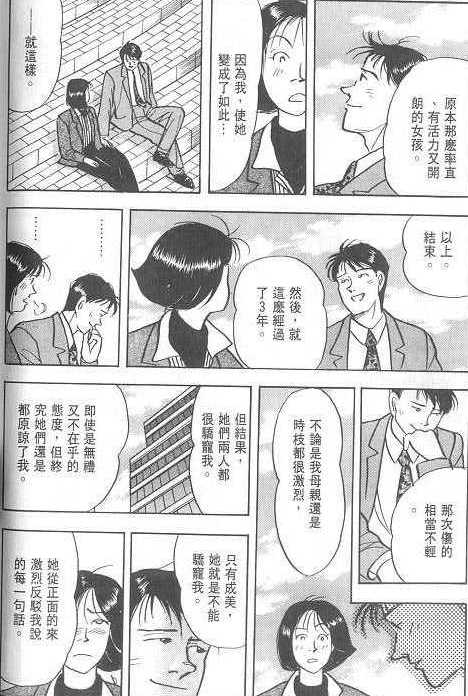 原本那麼率直
、有活力又開
朗的女孩。
因為我，使她
變成了如此…
——就這樣。
以上。
結束。
然後，就
這麼經過
了3年。
………
………
那次傷的
相當不輕
不論是我母親還是
時枝都很激烈，
但結果，
她們兩人都
很驕寵我。
即使是無禮
又不在乎的
態度，但終
究她們還是
都原諒了我。
只有成美，
她就是不能
驕寵我。
她從正面的來
激烈反駁我說
的每一句話。